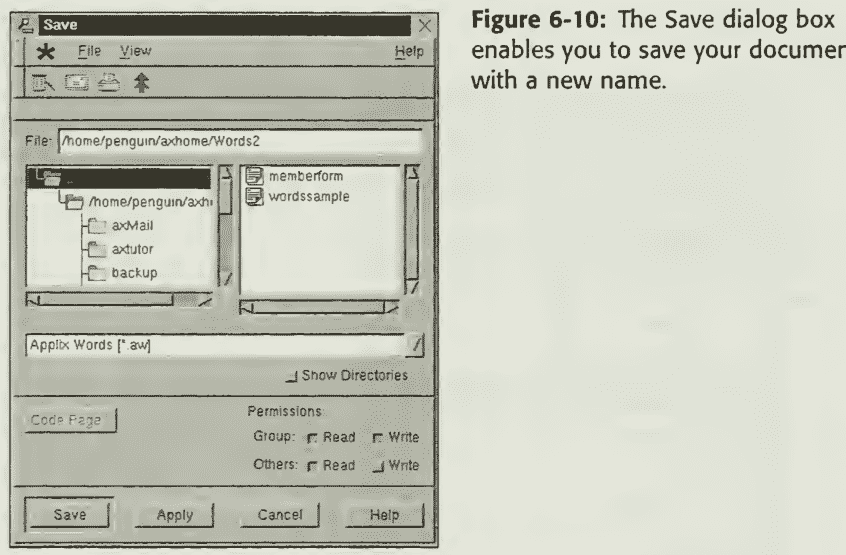 Save
File View Help
File: /home/penguin/axhome/Words2
..
/home/penguin/axh
axMail
axtutor
backup
memberform
wordssample
Applix Words [*.aw]
Show Directories
Code Page
Permissions:
Group: Read Write
Others: Read Write
Save Apply Cancel Help
Figure 6-10: The Save dialog box
enables you to save your documen
with a new name.